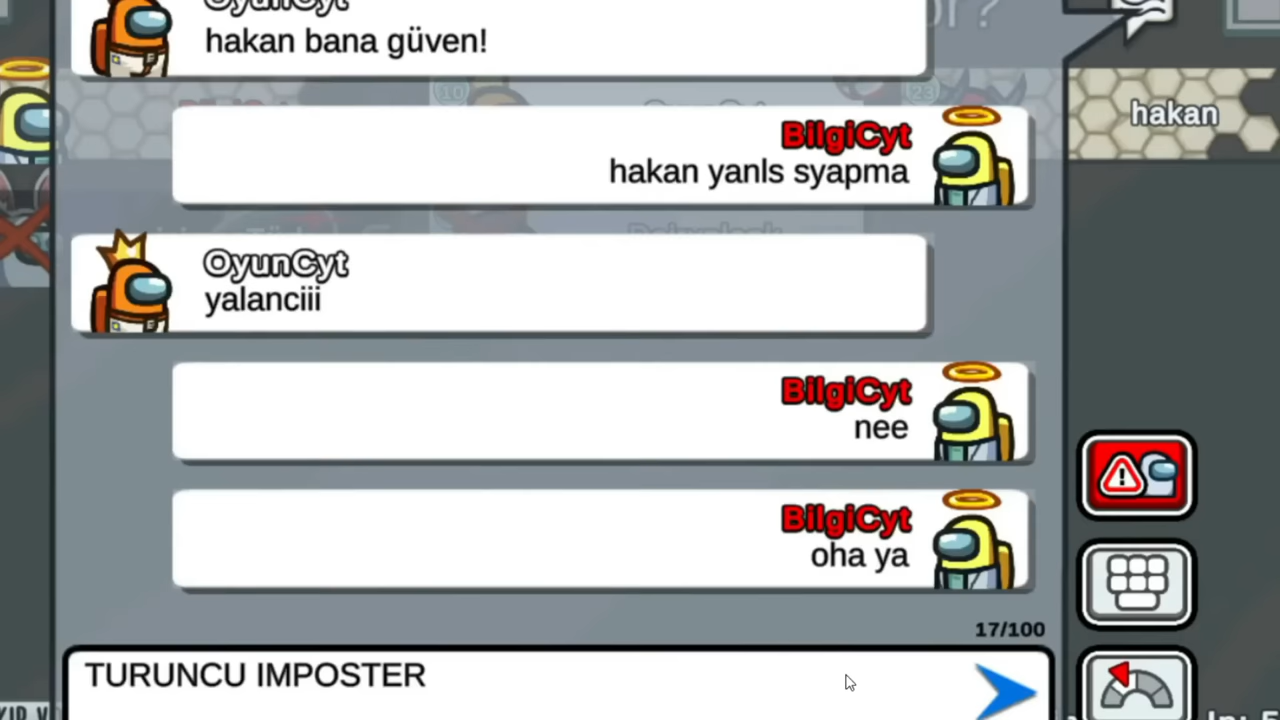 OyunCyt
hakan bana güven!
hakan
BilgiCyt
hakan yanls syapma
OyunCyt
yalanciii
BilgiCyt
nee
BilgiCyt
oha ya
17/100
TURUNCU IMPOSTER